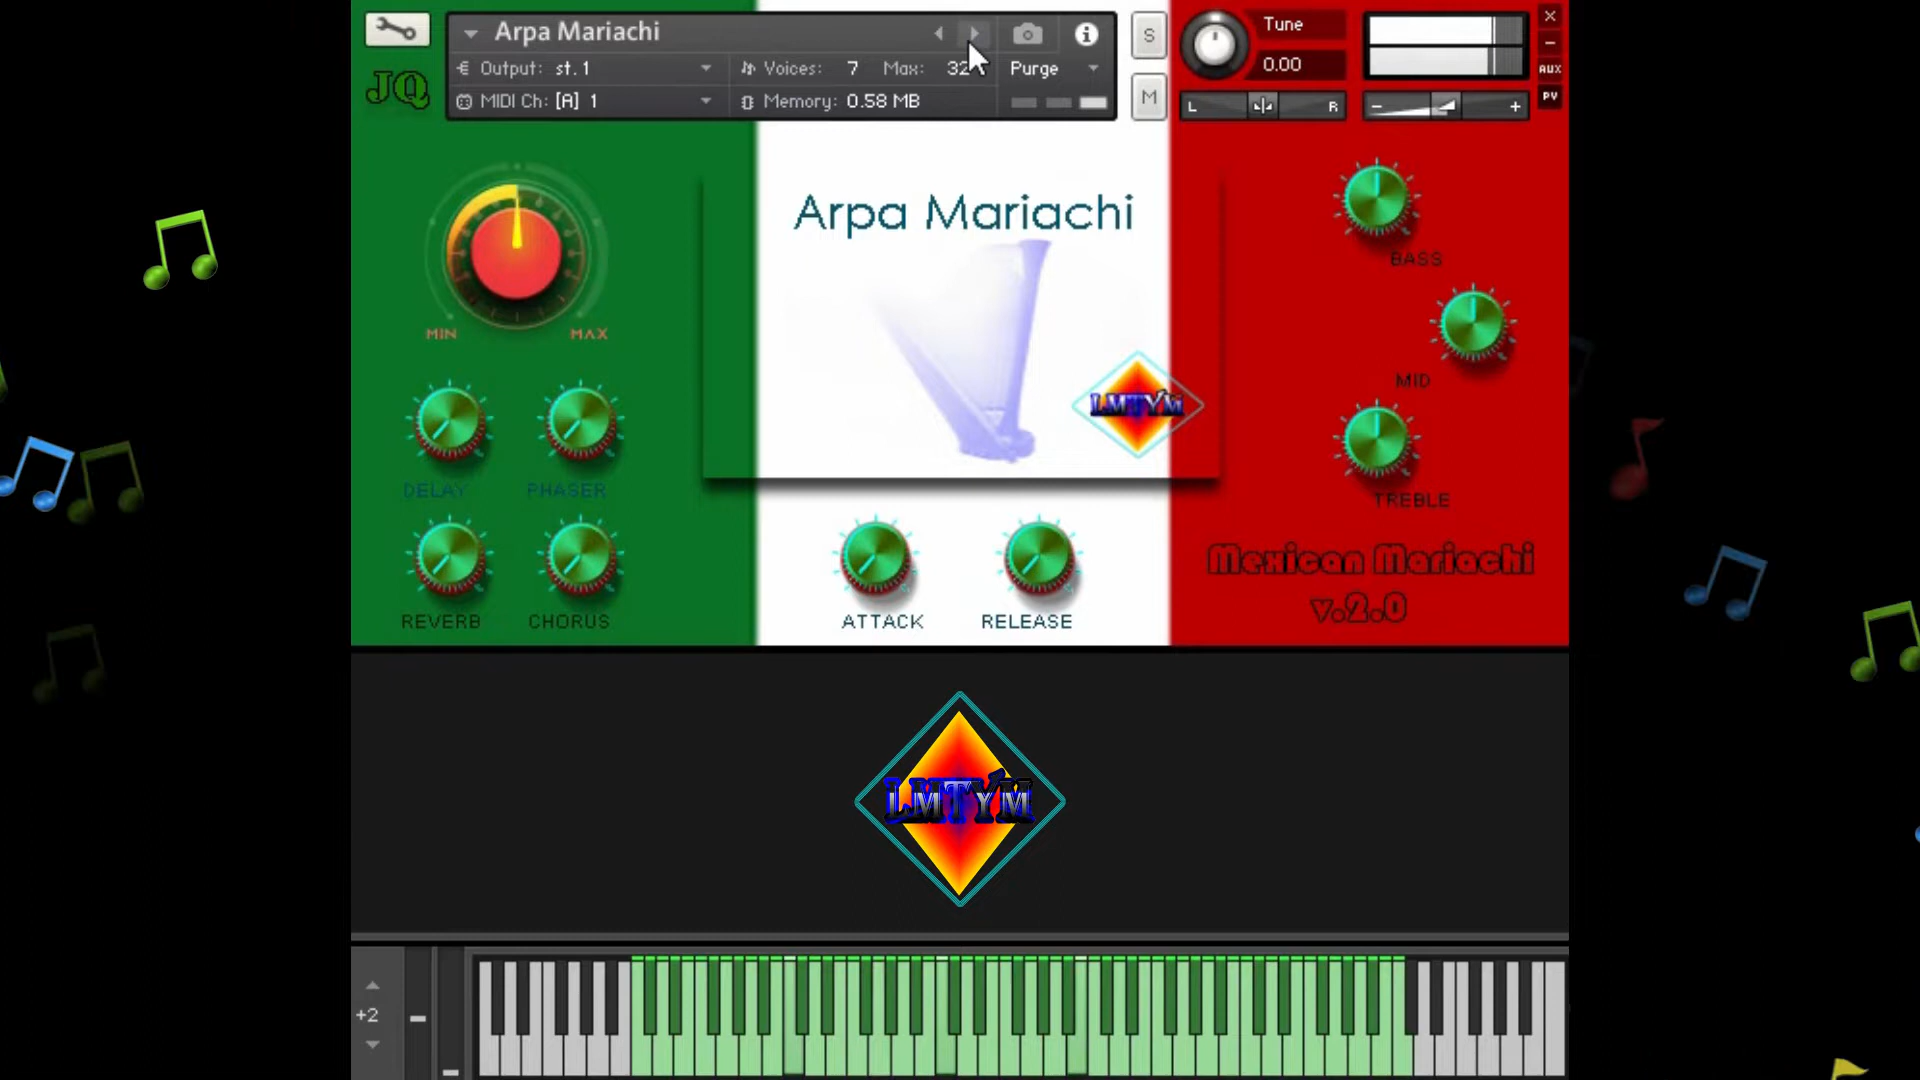 Arpa Mariachi
JQ
Output: st.1
Voices: 7 Max: 32
Purge
MIDI Ch: [A] 1
Memory: 0.58 MB
S
M
Tune
0.00
L R
- +
AUX
PV
Arpa Mariachi
MIN MAX
BASS
MID
TREBLE
LMTYM
DELAY PHASER
REVERB CHORUS
ATTACK RELEASE
Mexican Mariachi
v.2.0
LMTYM
+2